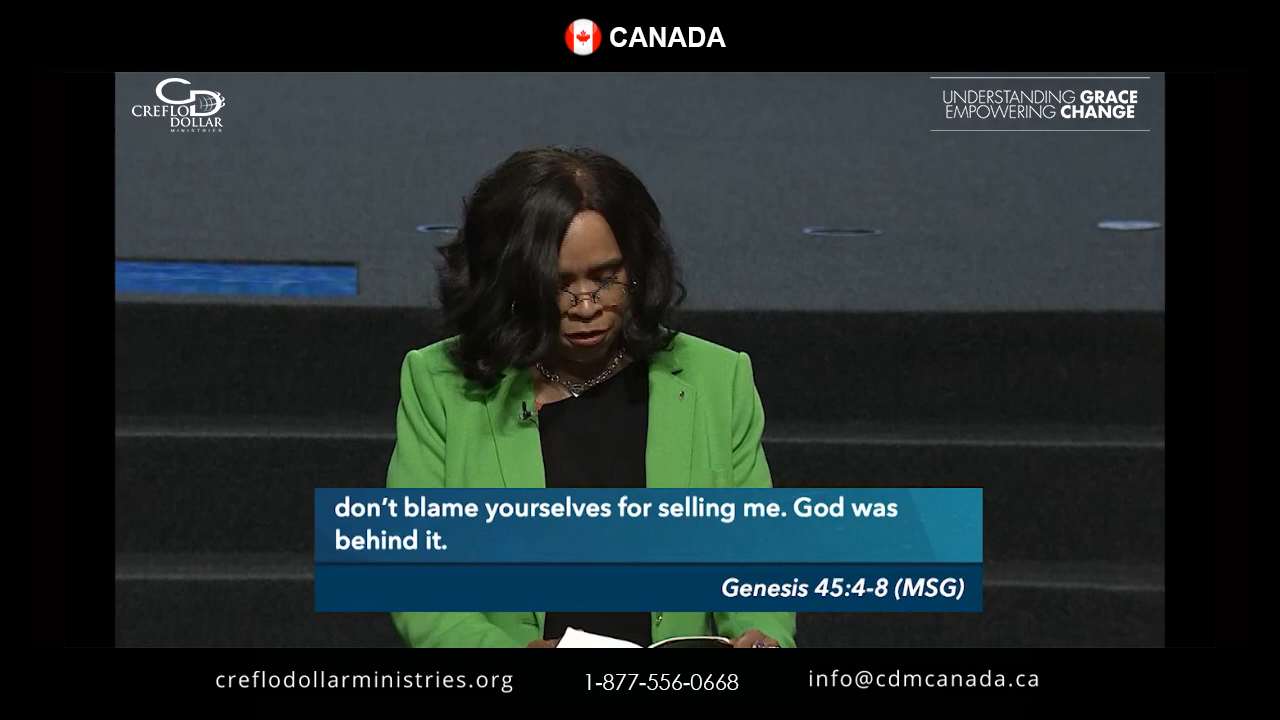 CANADA
CREFLO
DOLLAR
MINISTRIES
UNDERSTANDING GRACE
EMPOWERING CHANGE
don’t blame yourselves for selling me. God was
behind it.
Genesis 45:4-8 (MSG)
creflodollarministries.org
1-877-556-0668
info@cdmcanada.ca